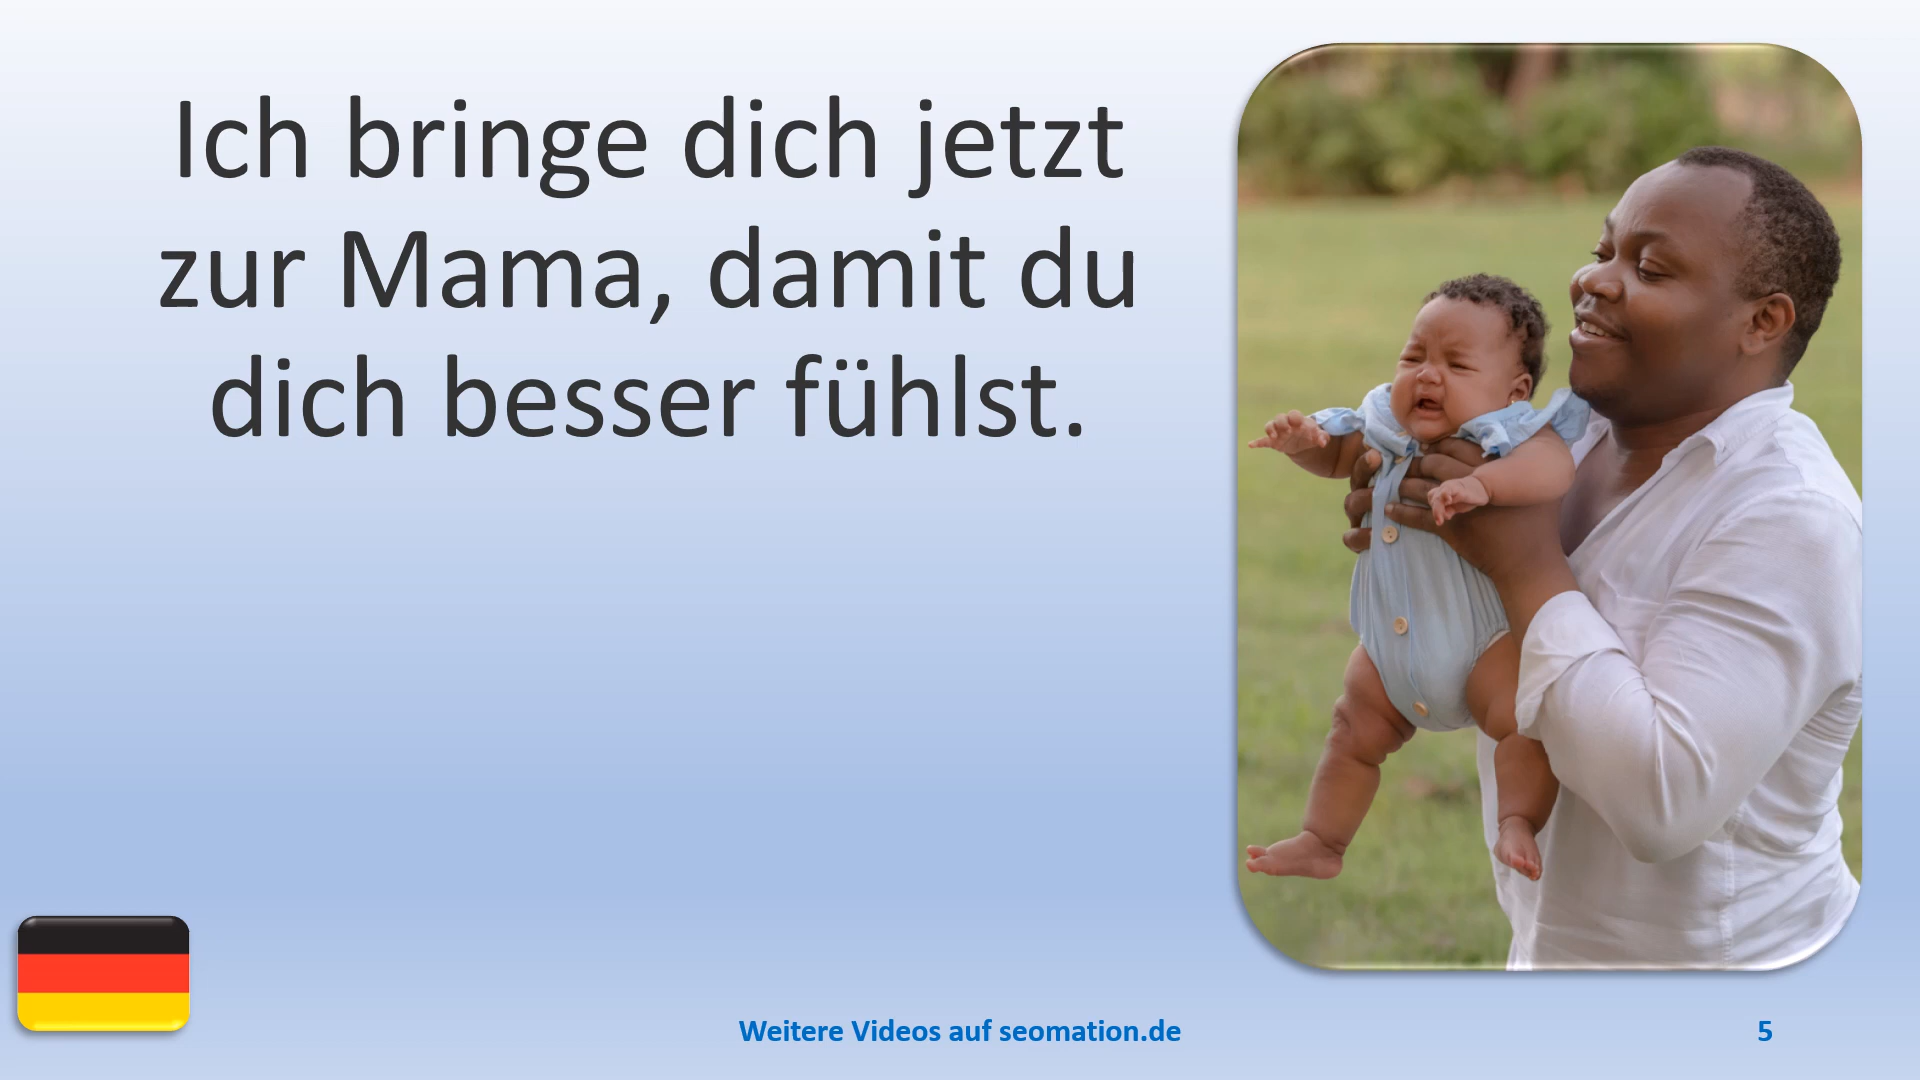 Ich bringe dich jetzt
zur Mama, damit du
dich besser fühlst.
Weitere Videos auf seomation.de
5